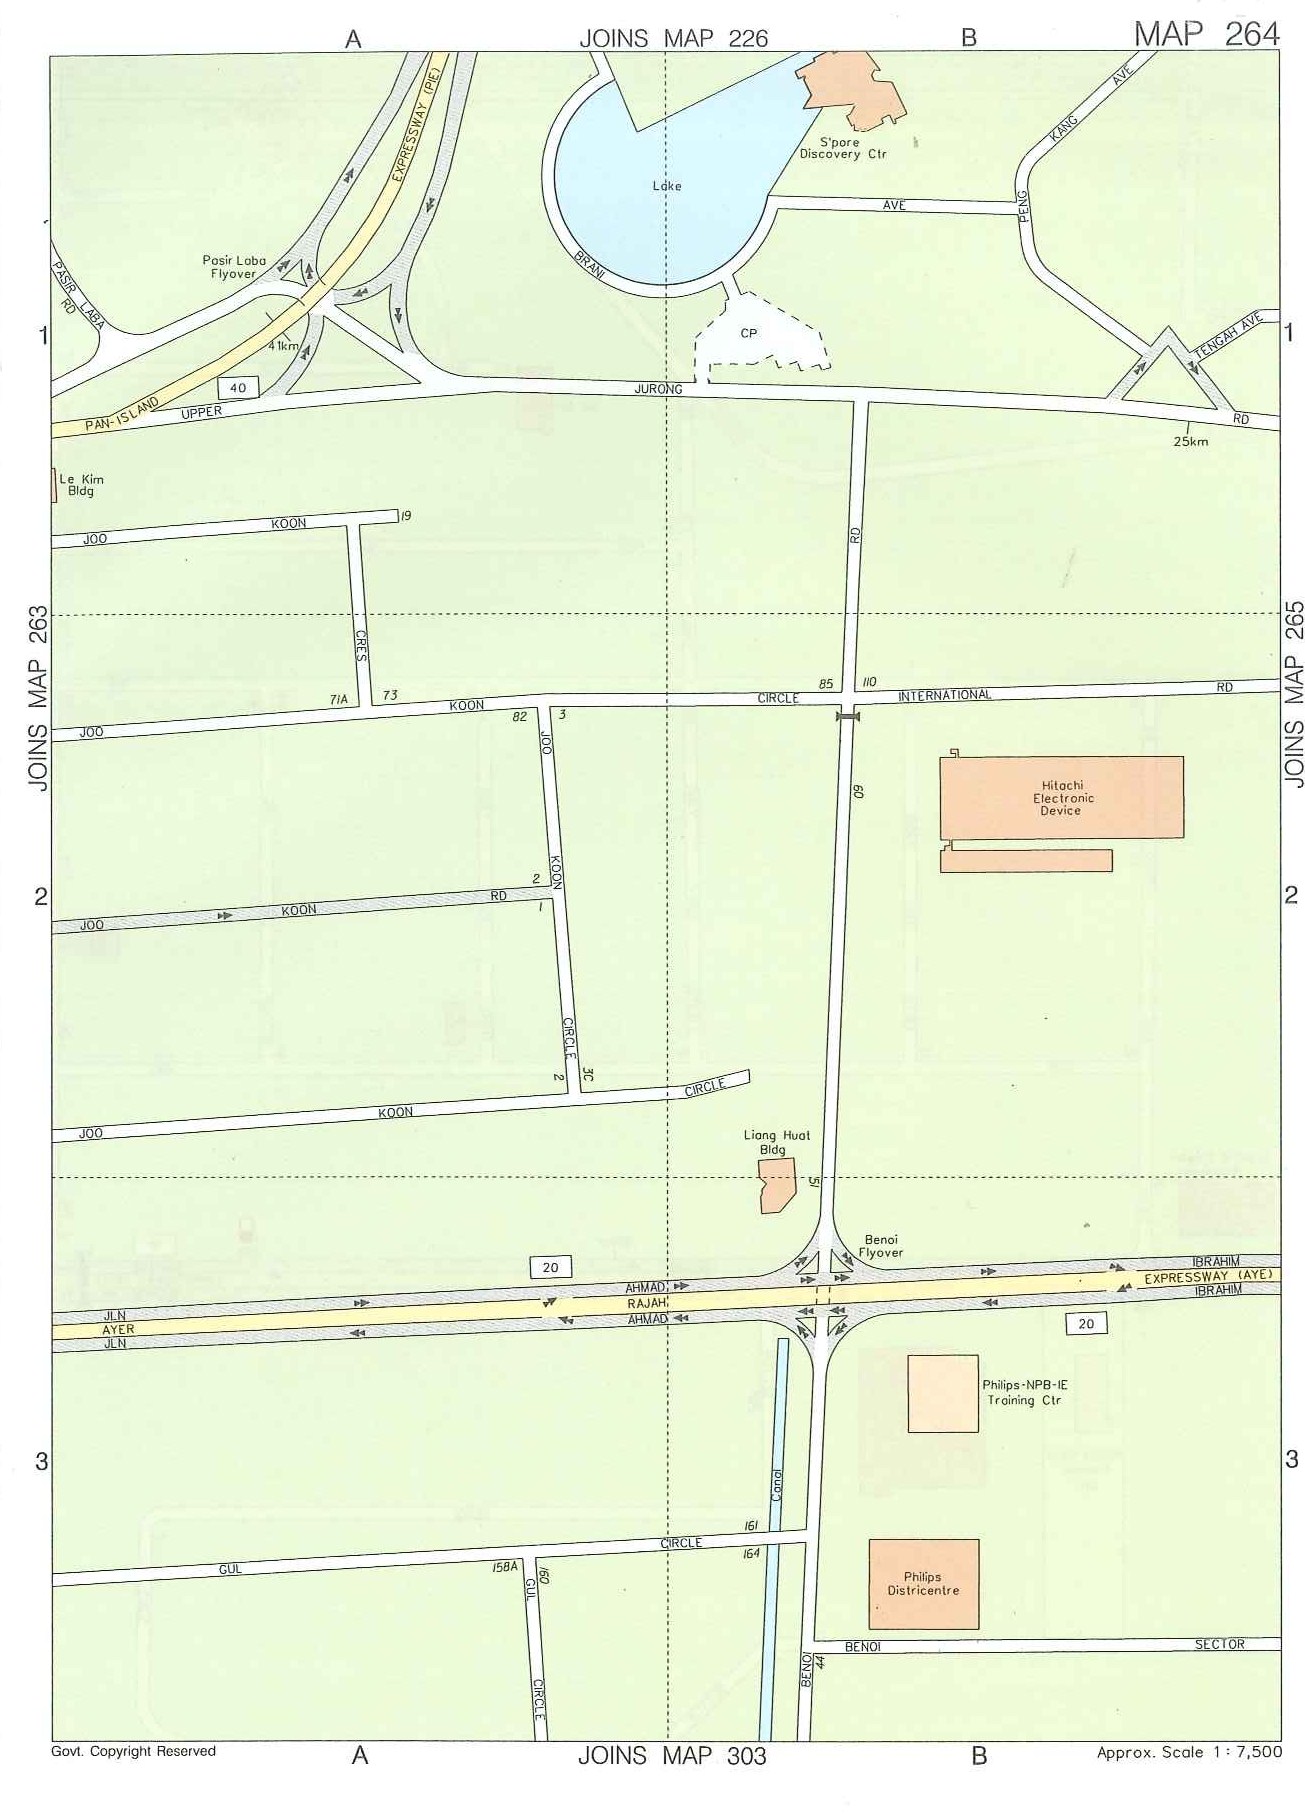 A
JOINS MAP 226
B
MAP 264
EXPRESSWAY (PIE)
KANG AVE
S'pore
Discovery Ctr
Lake
AVE
PENG
Pasir Laba
Flyover
BRANI
PASIR LABA
RD
1
41km
CP
TENGAH AVE
1
40
JURONG
PAN-ISLAND
UPPER
RD
25km
Le Kim
Bldg
JOO
KOON
19
RD
JOINS MAP 263
JOINS MAP 265
CRES
71A
73
KOON
CIRCLE
85
110
INTERNATIONAL
RD
82
3
JOO
JOO
60
Hitachi
Electronic
Device
KOON
2
2
2
JOO
KOON
RD
1
CIRCLE
2
3C
CIRCLE
KOON
JOO
Liang Huat
Bldg
51
Benoi
Flyover
20
IBRAHIM
EXPRESSWAY (AYE)
IBRAHIM
AHMAD
RAJAH
AHMAD
JLN
AYER
JLN
20
Philips-NPB-IE
Training Ctr
3
3
Canal
161
CIRCLE
164
GUL
158A
160
GUL
Philips
Districentre
BENOI
SECTOR
BENOI
44
CIRCLE
Govt. Copyright Reserved
A
JOINS MAP 303
B
Approx. Scale 1 : 7,500